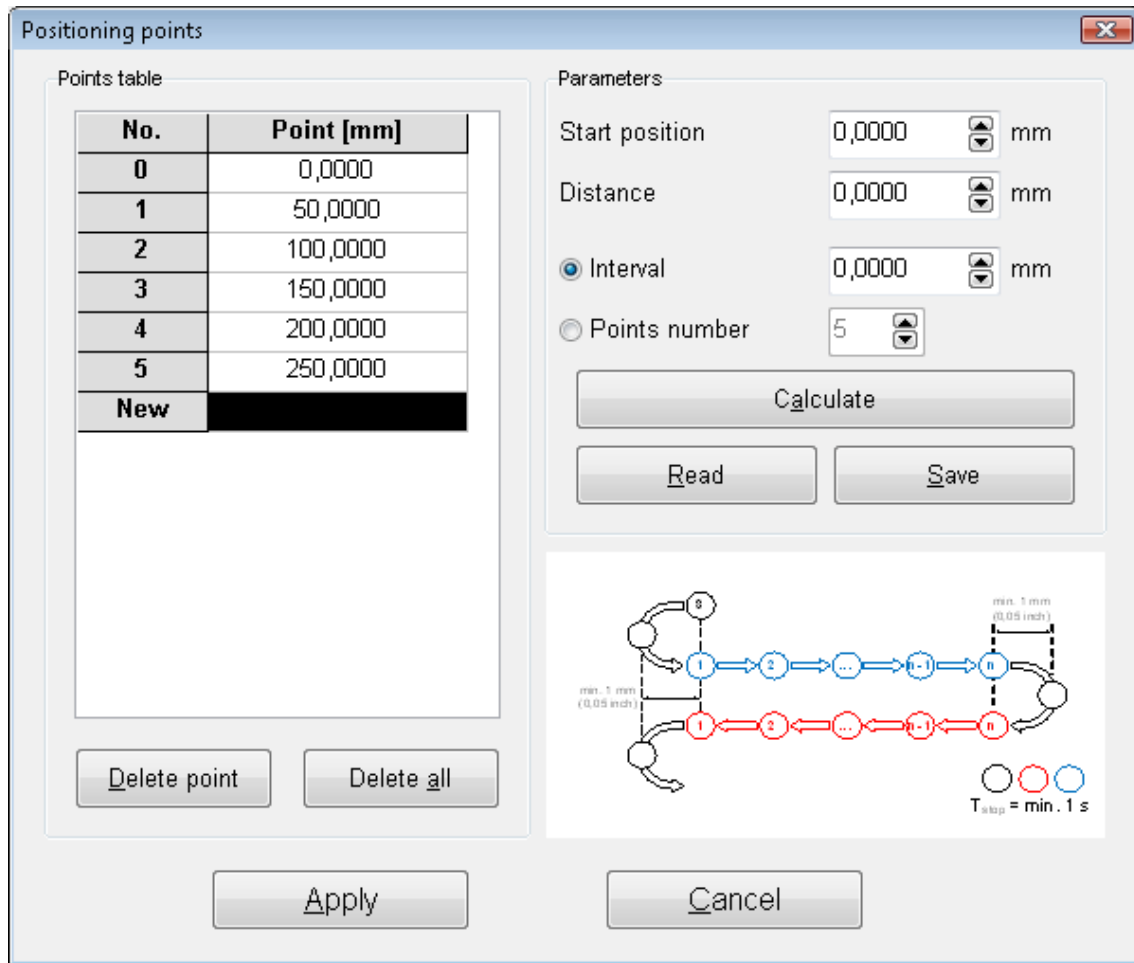 Positioning points
Points table
No. Point [mm]
0 0,0000
1 50,0000
2 100,0000
3 150,0000
4 200,0000
5 250,0000
New
Delete point Delete all
Parameters
Start position 0,0000 mm
Distance 0,0000 mm
Interval 0,0000 mm
Points number 5
Calculate
Read Save
S
min. 1 mm
(0,05 inch)
1 2 ... n-1 n
min. 1 mm
(0,05 inch)
1 2 ... n-1 n
Tstop = min. 1 s
Apply Cancel